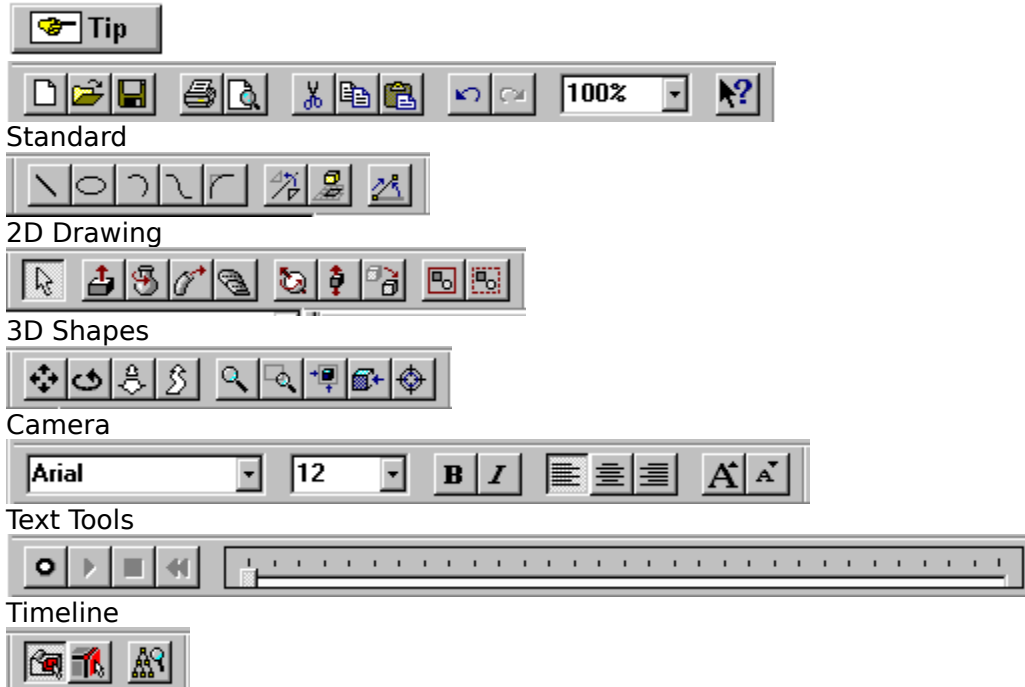 Tip
100%
Standard
2D Drawing
3D Shapes
Camera
Arial 12 B I A A
Text Tools
Timeline